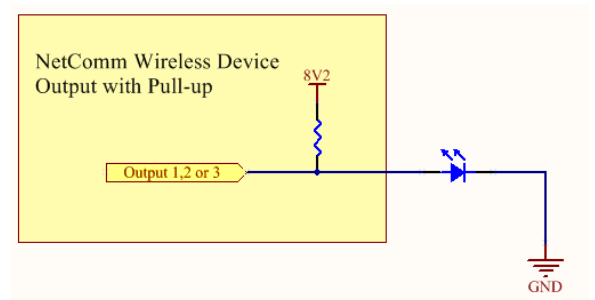 NetComm Wireless Device
Output with Pull-up
8V2
Output 1,2 or 3
GND